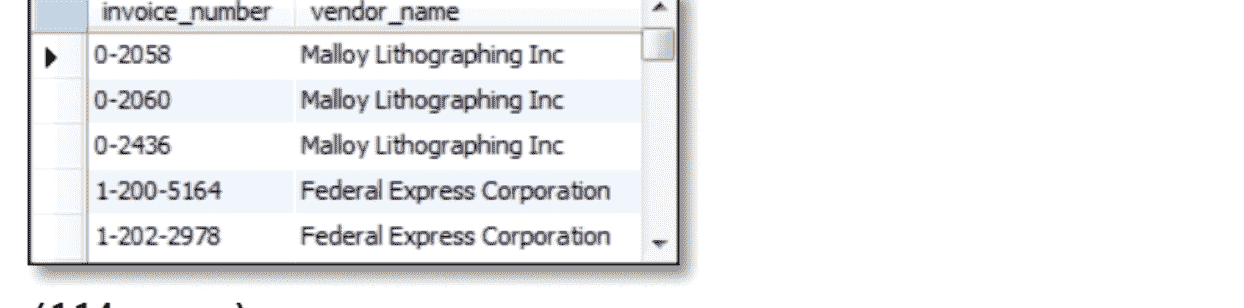 invoice_number vendor_name
0-2058 Malloy Lithographing Inc
0-2060 Malloy Lithographing Inc
0-2436 Malloy Lithographing Inc
1-200-5164 Federal Express Corporation
1-202-2978 Federal Express Corporation